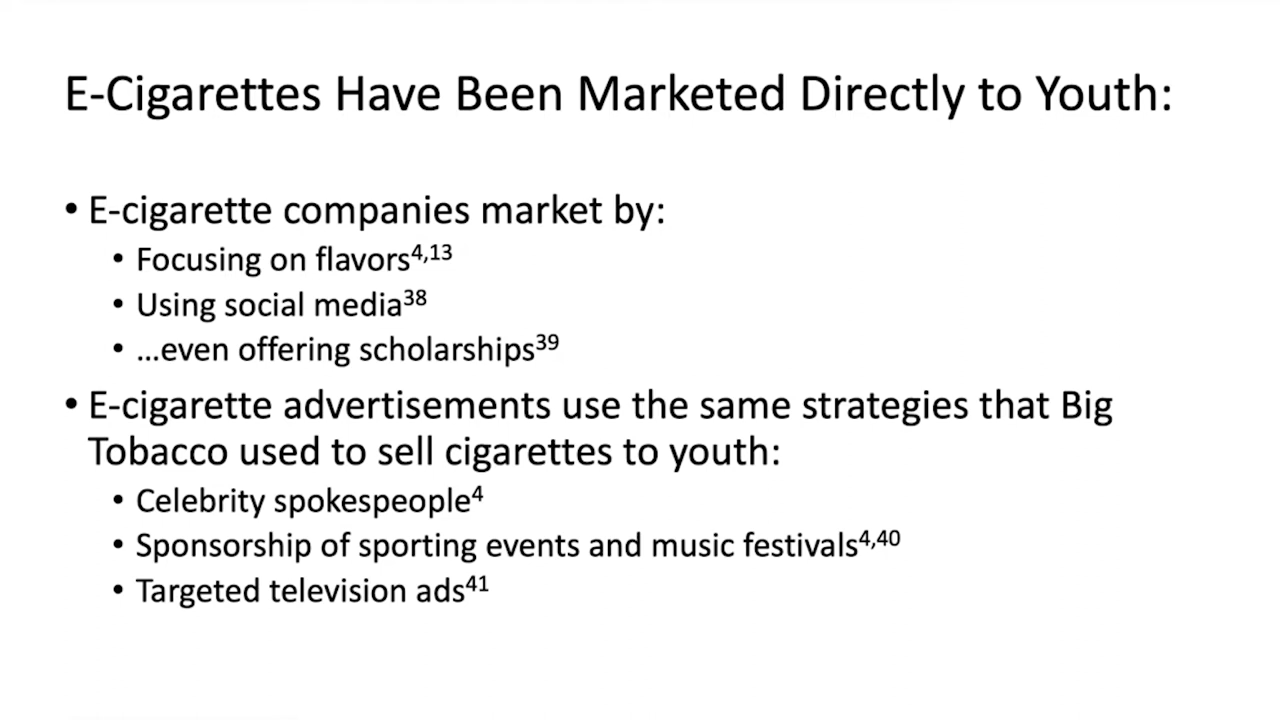 E-Cigarettes Have Been Marketed Directly to Youth:
• E-cigarette companies market by:
• Focusing on flavors⁴,¹³
• Using social media³⁸
• …even offering scholarships³⁹
• E-cigarette advertisements use the same strategies that Big
Tobacco used to sell cigarettes to youth:
• Celebrity spokespeople⁴
• Sponsorship of sporting events and music festivals⁴,⁴⁰
• Targeted television ads⁴¹